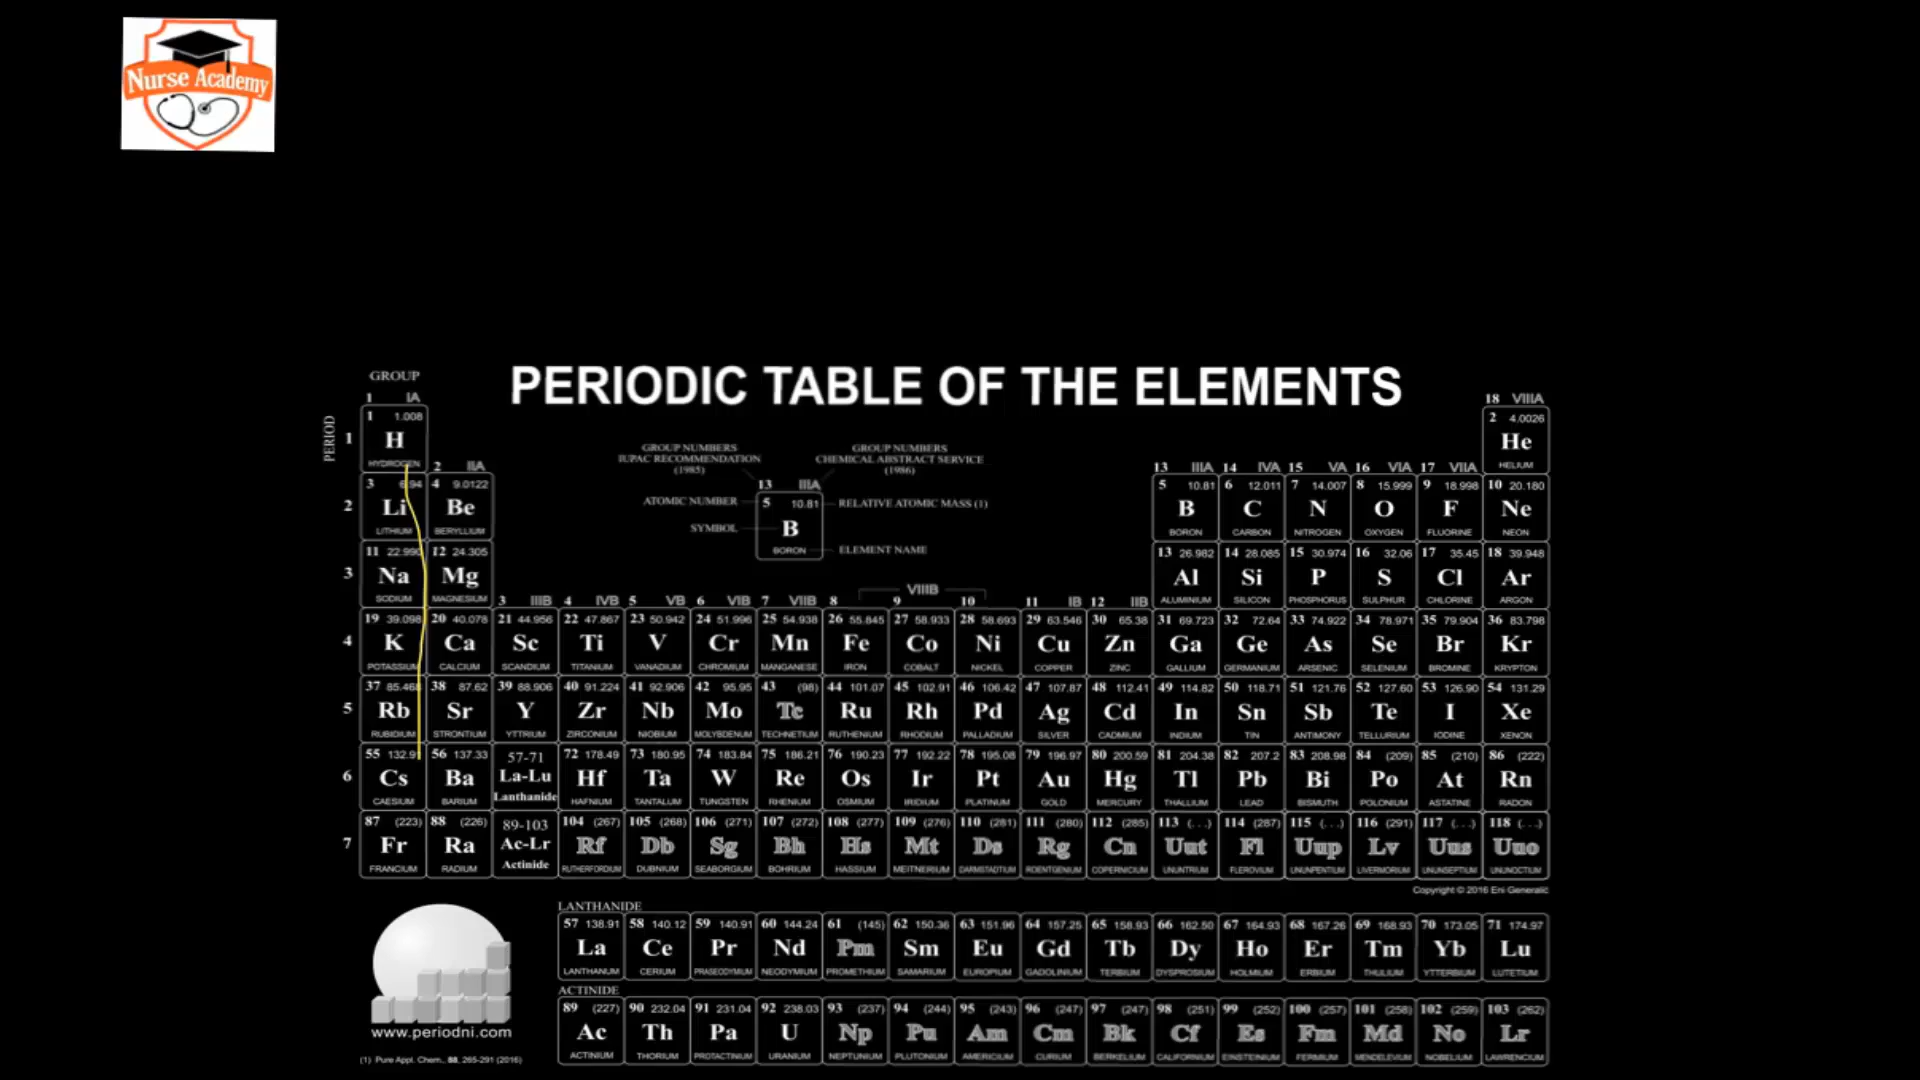 Nurse Academy
PERIODIC TABLE OF THE ELEMENTS
GROUP
PERIOD
1 IA
18 VIIIA
1 1.008 2 4.0026
1 H He
HYDROGEN HELIUM
2 IIA 13 IIIA 14 IVA 15 VA 16 VIA 17 VIIA
GROUP NUMBERS
IUPAC RECOMMENDATION
(1985)
GROUP NUMBERS
CHEMICAL ABSTRACT SERVICE
(1986)
13 IIIA
ATOMIC NUMBER 5 10.81 RELATIVE ATOMIC MASS (1)
SYMBOL B
BORON ELEMENT NAME
3 6.94 4 9.0122 5 10.81 6 12.011 7 14.007 8 15.999 9 18.998 10 20.180
2 Li Be B C N O F Ne
LITHIUM BERYLLIUM BORON CARBON NITROGEN OXYGEN FLUORINE NEON
11 22.990 12 24.305 13 26.982 14 28.085 15 30.974 16 32.06 17 35.45 18 39.948
3 Na Mg Al Si P S Cl Ar
SODIUM MAGNESIUM ALUMINIUM SILICON PHOSPHORUS SULPHUR CHLORINE ARGON
VIIIB
3 IIIB 4 IVB 5 VB 6 VIB 7 VIIB 8 9 10 11 IB 12 IIB
19 39.098 20 40.078 21 44.956 22 47.867 23 50.942 24 51.996 25 54.938 26 55.845 27 58.933 28 58.693 29 63.546 30 65.38 31 69.723 32 72.64 33 74.922 34 78.971 35 79.904 36 83.798
4 K Ca Sc Ti V Cr Mn Fe Co Ni Cu Zn Ga Ge As Se Br Kr
POTASSIUM CALCIUM SCANDIUM TITANIUM VANADIUM CHROMIUM MANGANESE IRON COBALT NICKEL COPPER ZINC GALLIUM GERMANIUM ARSENIC SELENIUM BROMINE KRYPTON
37 85.468 38 87.62 39 88.906 40 91.224 41 92.906 42 95.95 43 (98) 44 101.07 45 102.91 46 106.42 47 107.87 48 112.41 49 114.82 50 118.71 51 121.76 52 127.60 53 126.90 54 131.29
5 Rb Sr Y Zr Nb Mo Tc Ru Rh Pd Ag Cd In Sn Sb Te I Xe
RUBIDIUM STRONTIUM YTTRIUM ZIRCONIUM NIOBIUM MOLYBDENUM TECHNETIUM RUTHENIUM RHODIUM PALLADIUM SILVER CADMIUM INDIUM TIN ANTIMONY TELLURIUM IODINE XENON
55 132.91 56 137.33 57-71 72 178.49 73 180.95 74 183.84 75 186.21 76 190.23 77 192.22 78 195.08 79 196.97 80 200.59 81 204.38 82 207.2 83 208.98 84 (209) 85 (210) 86 (222)
6 Cs Ba La-Lu Hf Ta W Re Os Ir Pt Au Hg Tl Pb Bi Po At Rn
CAESIUM BARIUM Lanthanide HAFNIUM TANTALUM TUNGSTEN RHENIUM OSMIUM IRIDIUM PLATINUM GOLD MERCURY THALLIUM LEAD BISMUTH POLONIUM ASTATINE RADON
87 (223) 88 (226) 89-103 104 (267) 105 (268) 106 (271) 107 (272) 108 (277) 109 (276) 110 (281) 111 (280) 112 (285) 113 (...) 114 (287) 115 (...) 116 (291) 117 (...) 118 (...)
7 Fr Ra Ac-Lr Rf Db Sg Bh Hs Mt Ds Rg Cn Uut Fl Uup Lv Uus Uuo
FRANCIUM RADIUM Actinide RUTHERFORDIUM DUBNIUM SEABORGIUM BOHRIUM HASSIUM MEITNERIUM DARMSTADTIUM ROENTGENIUM COPERNICIUM UNUNTRIUM FLEROVIUM UNUNPENTIUM LIVERMORIUM UNUNSEPTIUM UNUNOCTIUM
Copyright © 2016 Eni Generalić
LANTHANIDE
57 138.91 58 140.12 59 140.91 60 144.24 61 (145) 62 150.36 63 151.96 64 157.25 65 158.93 66 162.50 67 164.93 68 167.26 69 168.93 70 173.05 71 174.97
La Ce Pr Nd Pm Sm Eu Gd Tb Dy Ho Er Tm Yb Lu
LANTHANUM CERIUM PRASEODYMIUM NEODYMIUM PROMETHIUM SAMARIUM EUROPIUM GADOLINIUM TERBIUM DYSPROSIUM HOLMIUM ERBIUM THULIUM YTTERBIUM LUTETIUM
ACTINIDE
89 (227) 90 232.04 91 231.04 92 238.03 93 (237) 94 (244) 95 (243) 96 (247) 97 (247) 98 (251) 99 (252) 100 (257) 101 (258) 102 (259) 103 (262)
Ac Th Pa U Np Pu Am Cm Bk Cf Es Fm Md No Lr
ACTINIUM THORIUM PROTACTINIUM URANIUM NEPTUNIUM PLUTONIUM AMERICIUM CURIUM BERKELIUM CALIFORNIUM EINSTEINIUM FERMIUM MENDELEVIUM NOBELIUM LAWRENCIUM
www.periodni.com
(1) Pure Appl. Chem., 88, 265-291 (2016)